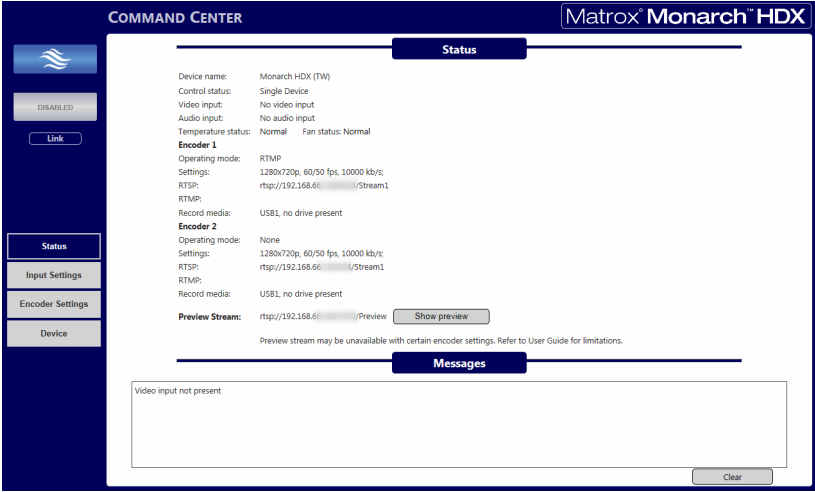 COMMAND CENTER
Matrox® Monarch™ HDX
DISABLED
Link
Status
Input Settings
Encoder Settings
Device
Status
Device name: Monarch HDX (TW)
Control status: Single Device
Video input: No video input
Audio input: No audio input
Temperature status: Normal Fan status: Normal
Encoder 1
Operating mode: RTMP
Settings: 1280x720p, 60/50 fps, 10000 kb/s;
RTSP: rtsp://192.168.66 /Stream1
RTMP:
Record media: USB1, no drive present
Encoder 2
Operating mode: None
Settings: 1280x720p, 60/50 fps, 10000 kb/s;
RTSP: rtsp://192.168.66 /Stream1
RTMP:
Record media: USB1, no drive present
Preview Stream: rtsp://192.168.6 /Preview Show preview
Preview stream may be unavailable with certain encoder settings. Refer to User Guide for limitations.
Messages
Video input not present
Clear